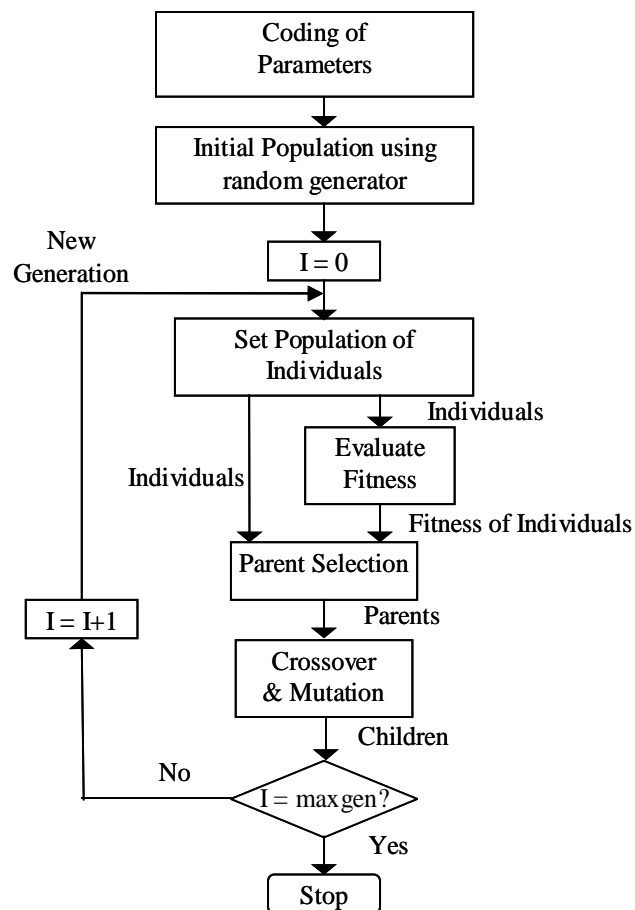 Coding of
Parameters
Initial Population using
random generator
New
Generation
I = 0
Set Population of
Individuals
Individuals
Evaluate
Fitness
Individuals
Fitness of Individuals
Parent Selection
Parents
I = I+1
Crossover
& Mutation
Children
No
I = maxgen?
Yes
Stop